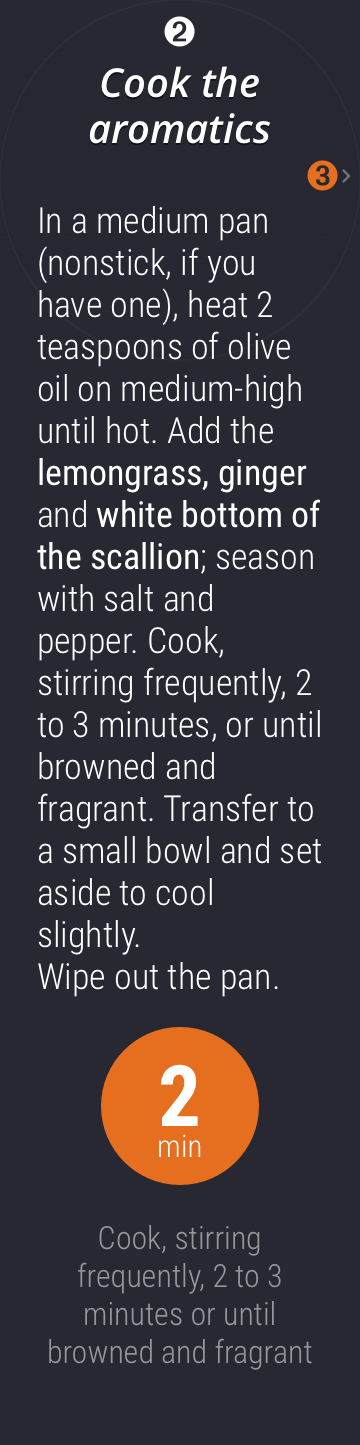 2
Cook the
aromatics
3 >
In a medium pan
(nonstick, if you
have one), heat 2
teaspoons of olive
oil on medium-high
until hot. Add the
lemongrass, ginger
and white bottom of
the scallion; season
with salt and
pepper. Cook,
stirring frequently, 2
to 3 minutes, or until
browned and
fragrant. Transfer to
a small bowl and set
aside to cool
slightly.
Wipe out the pan.
2
min
Cook, stirring
frequently, 2 to 3
minutes or until
browned and fragrant